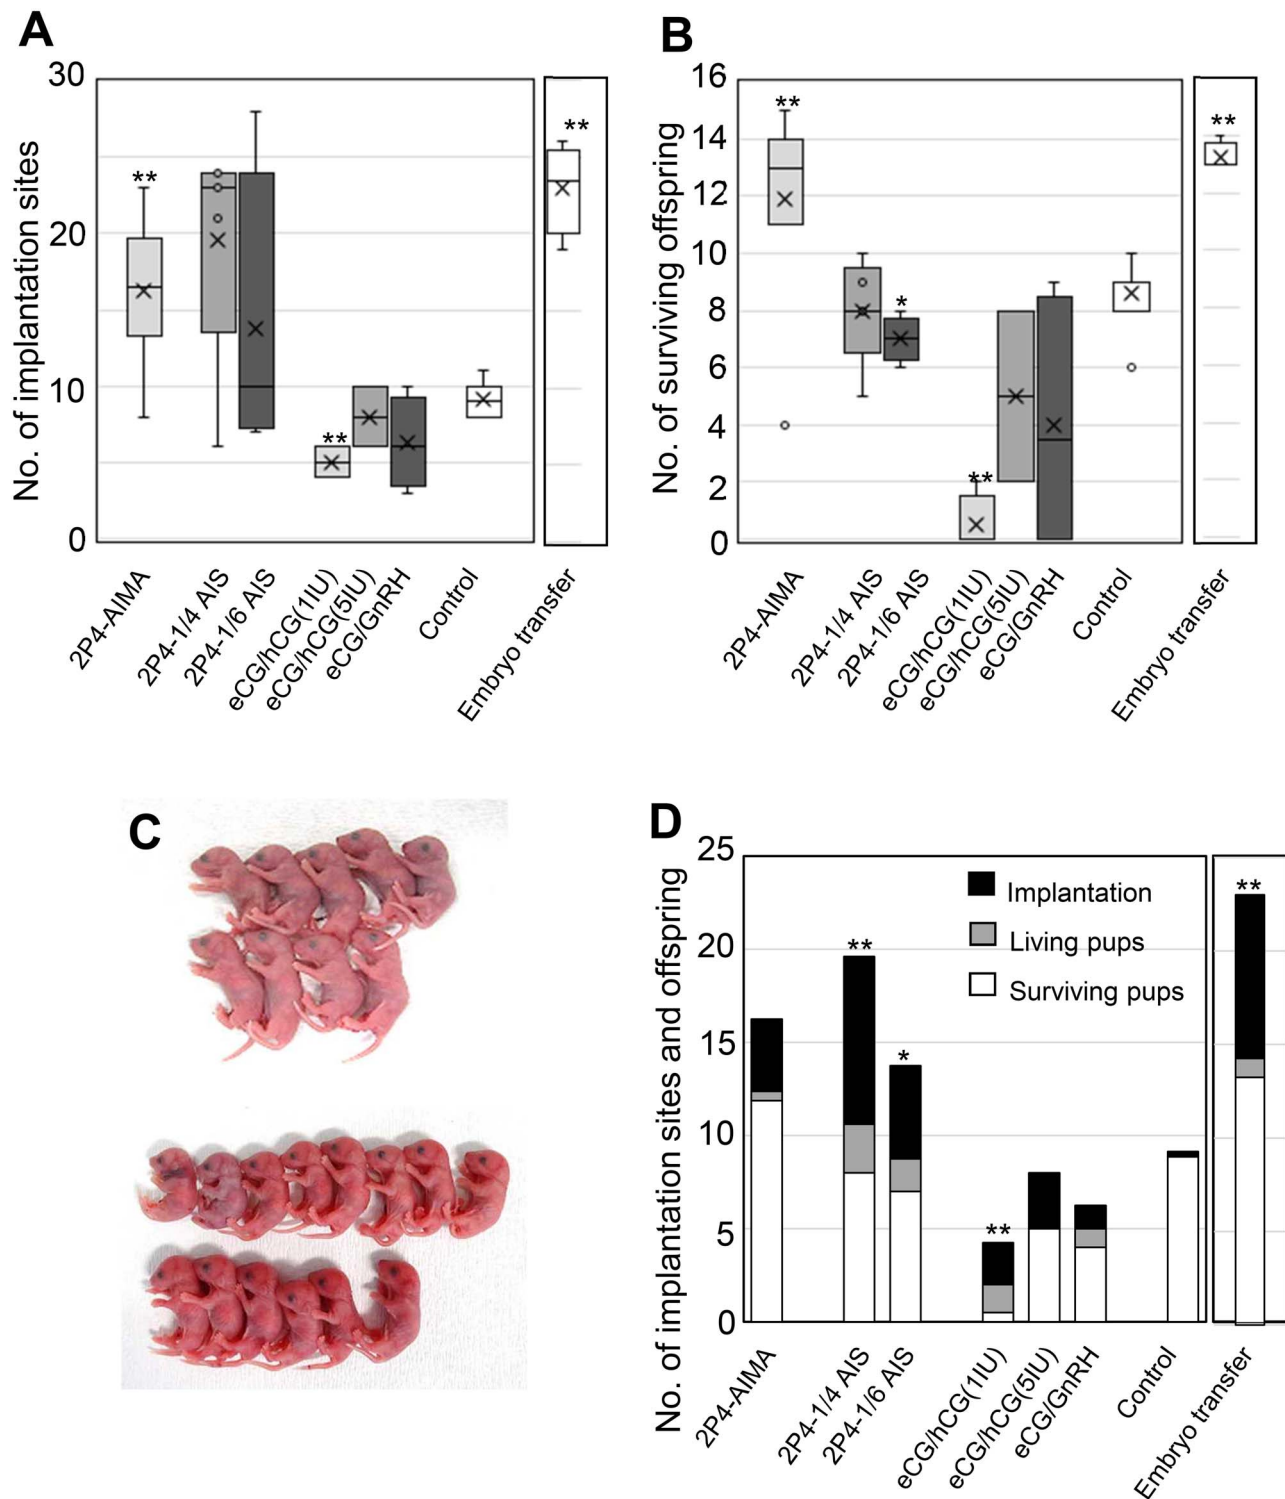 A
No. of implantation sites
30
20
10
0
**
**
**
2P4-AIMA
2P4-1/4 AIS
2P4-1/6 AIS
eCG/hCG(1IU)
eCG/hCG(5IU)
eCG/GnRH
Control
Embryo transfer
B
No. of surviving offspring
16
14
12
10
8
6
4
2
0
**
*
**
**
2P4-AIMA
2P4-1/4 AIS
2P4-1/6 AIS
eCG/hCG(1IU)
eCG/hCG(5IU)
eCG/GnRH
Control
Embryo transfer
C
D
No. of implantation sites and offspring
25
20
15
10
5
0
Implantation
Living pups
Surviving pups
**
*
**
**
2P4-AIMA
2P4-1/4 AIS
2P4-1/6 AIS
eCG/hCG(1IU)
eCG/hCG(5IU)
eCG/GnRH
Control
Embryo transfer